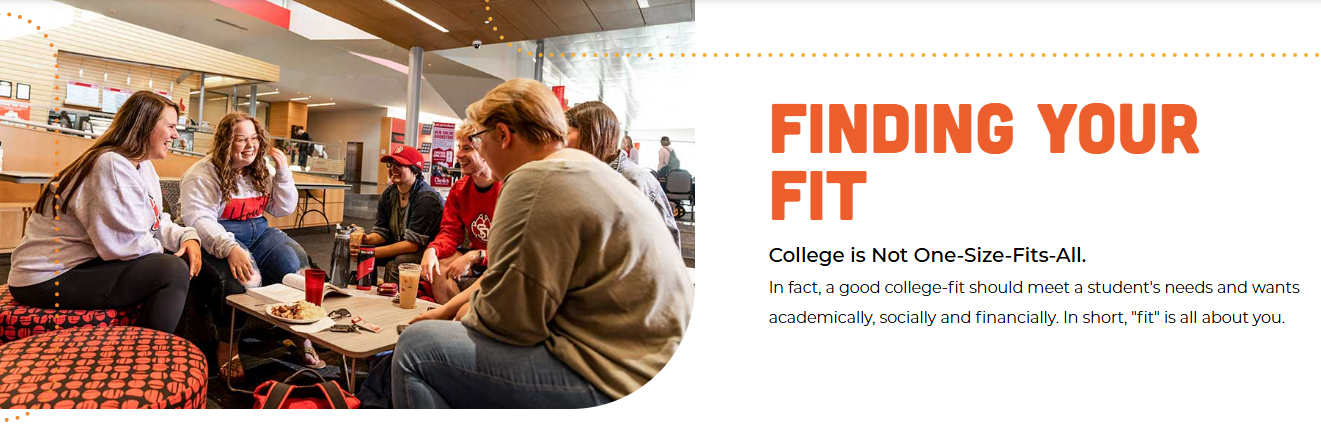 FINDING YOUR
FIT
College is Not One-Size-Fits-All.
In fact, a good college-fit should meet a student's needs and wants
academically, socially and financially. In short, "fit" is all about you.